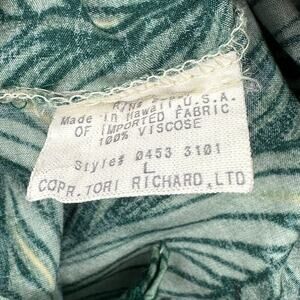 Made in Hawaii, U.S.A.
OF IMPORTED FABRIC
100% VISCOSE
Style# 0453 3101
L
COPR. TORI RICHARD, LTD